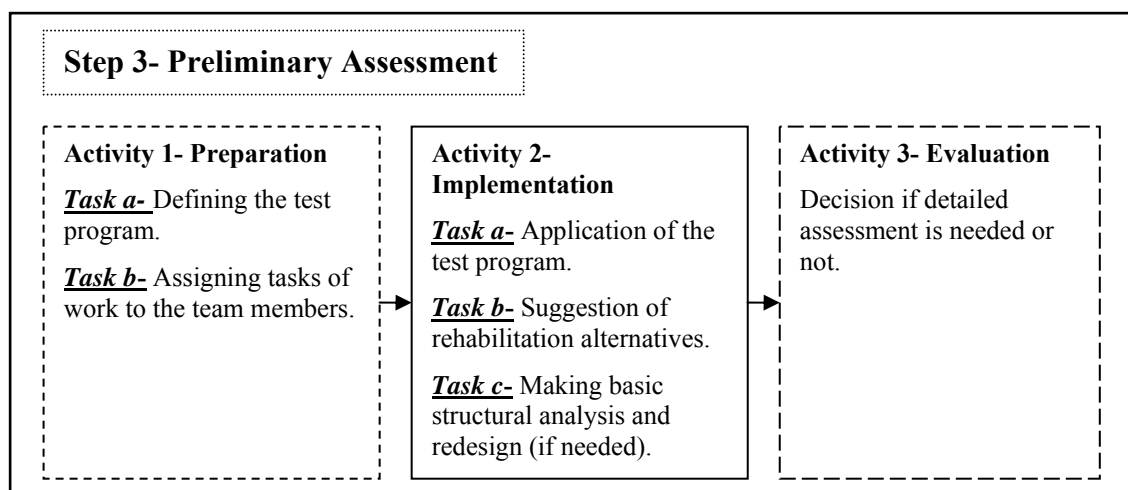 Step 3- Preliminary Assessment
Activity 1- Preparation
Task a- Defining the test
program.
Task b- Assigning tasks of
work to the team members.
Activity 2-
Implementation
Task a- Application of the
test program.
Task b- Suggestion of
rehabilitation alternatives.
Task c- Making basic
structural analysis and
redesign (if needed).
Activity 3- Evaluation
Decision if detailed
assessment is needed or
not.